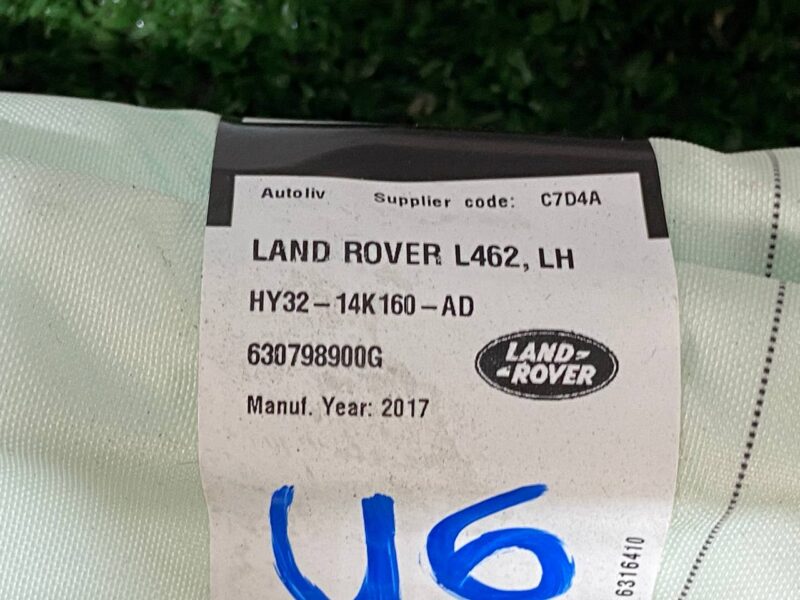 Autoliv Supplier code: C7D4A
LAND ROVER L462, LH
HY32-14K160-AD
630798900G
LAND-
-ROVER
Manuf. Year: 2017
U6
6316410